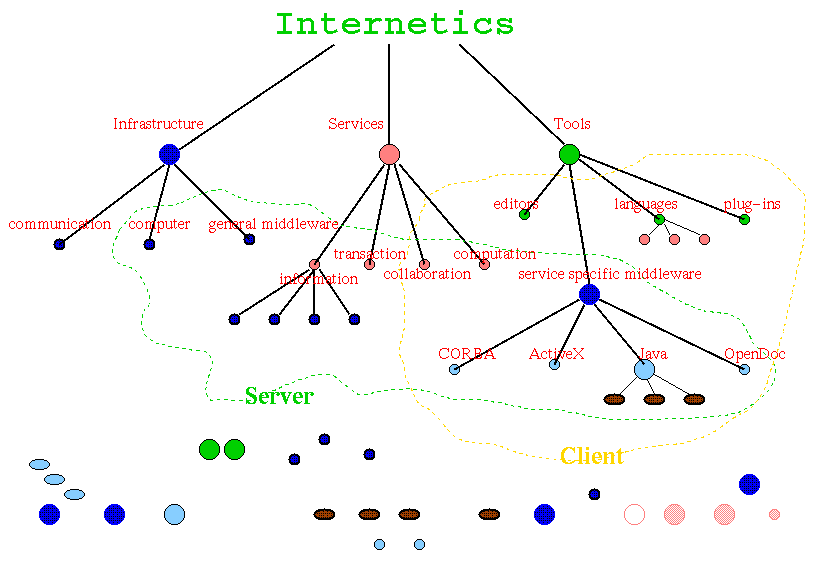 Internetics
Infrastructure
Services
Tools
editors
languages
plug-ins
communication
computer
general middleware
transaction
computation
information
collaboration
service specific middleware
CORBA
ActiveX
Java
OpenDoc
Server
Client